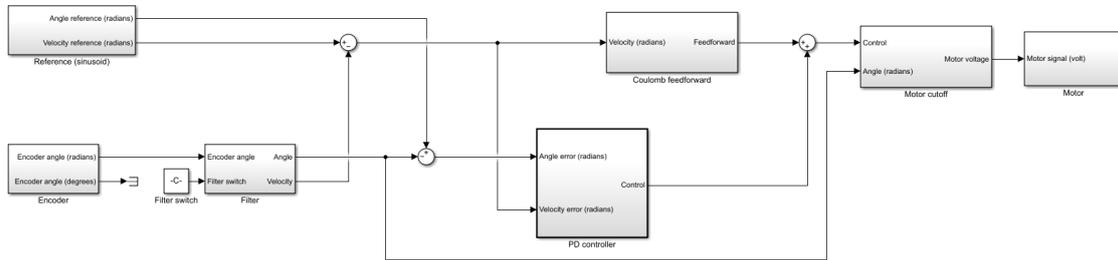 Angle reference (radians)
Velocity reference (radians)
Reference (sinusoid)
Velocity (radians)
Feedforward
Coulomb feedforward
Control
Angle (radians)
Motor voltage
Motor cutoff
Motor signal (volt)
Motor
Encoder angle (radians)
Encoder angle (degrees)
Encoder
-C-
Filter switch
Encoder angle
Filter switch
Angle
Velocity
Filter
Angle error (radians)
Velocity error (radians)
Control
PD controller